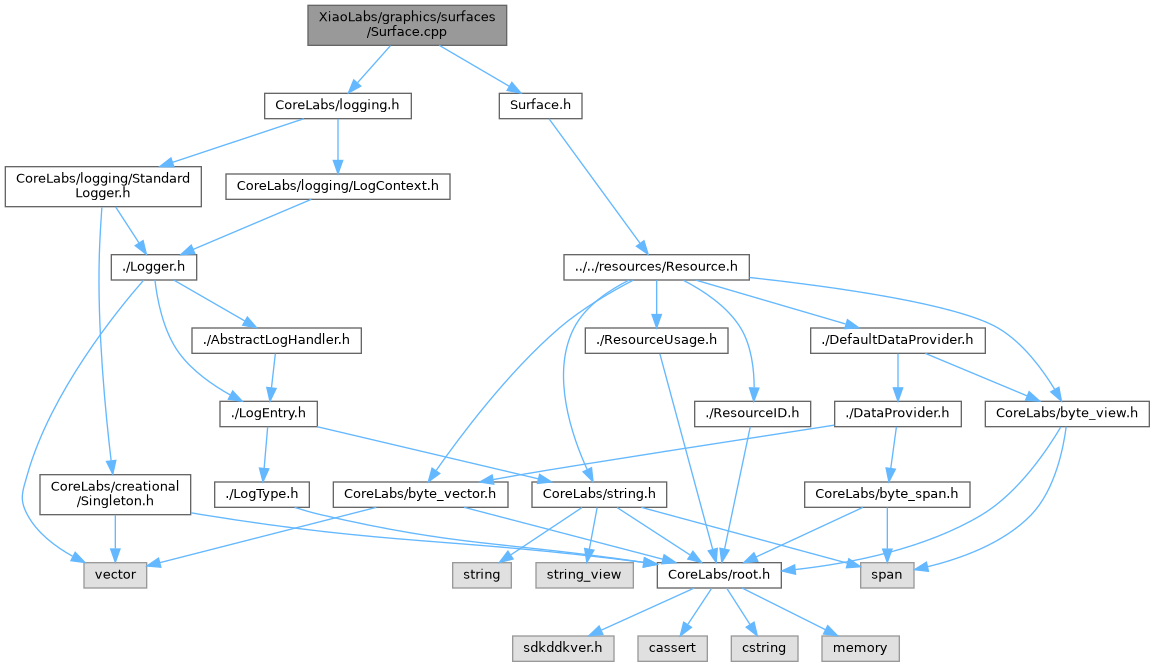 XiaoLabs/graphics/surfaces
/Surface.cpp
CoreLabs/logging.h
Surface.h
CoreLabs/logging/Standard
Logger.h
CoreLabs/logging/LogContext.h
./Logger.h
../../resources/Resource.h
./AbstractLogHandler.h
./ResourceUsage.h
./DefaultDataProvider.h
./LogEntry.h
./ResourceID.h
./DataProvider.h
CoreLabs/byte_view.h
CoreLabs/creational
/Singleton.h
./LogType.h
CoreLabs/byte_vector.h
CoreLabs/string.h
CoreLabs/byte_span.h
vector
string
string_view
CoreLabs/root.h
span
sdkddkver.h
cassert
cstring
memory